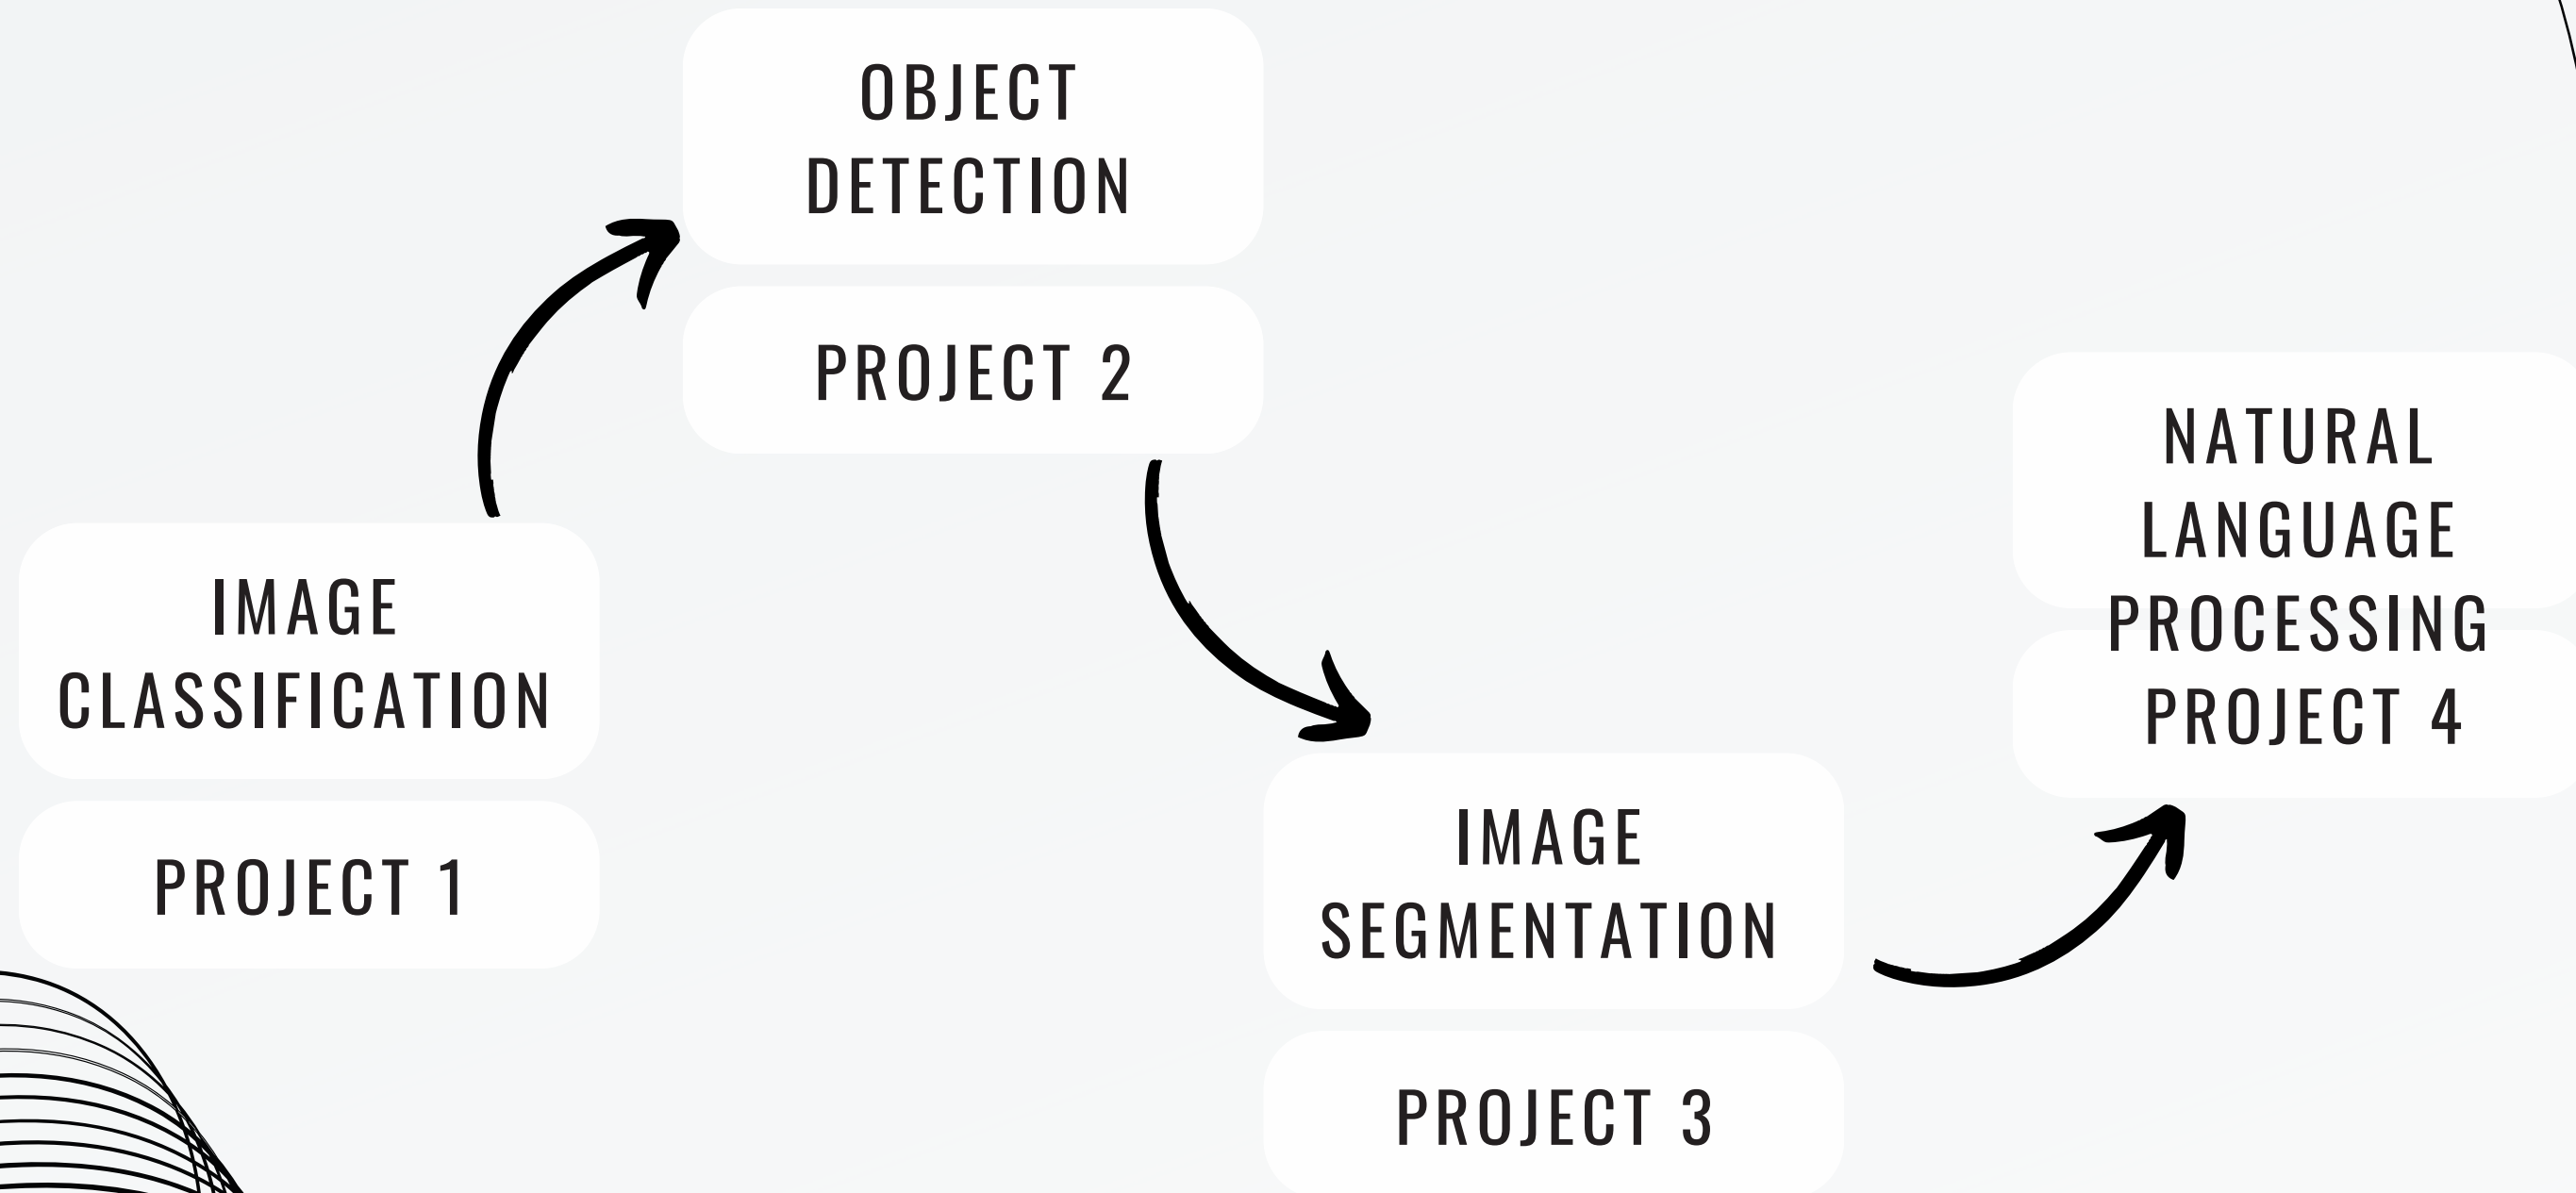 IMAGE
CLASSIFICATION
PROJECT 1
OBJECT
DETECTION
PROJECT 2
IMAGE
SEGMENTATION
PROJECT 3
NATURAL
LANGUAGE
PROCESSING
PROJECT 4